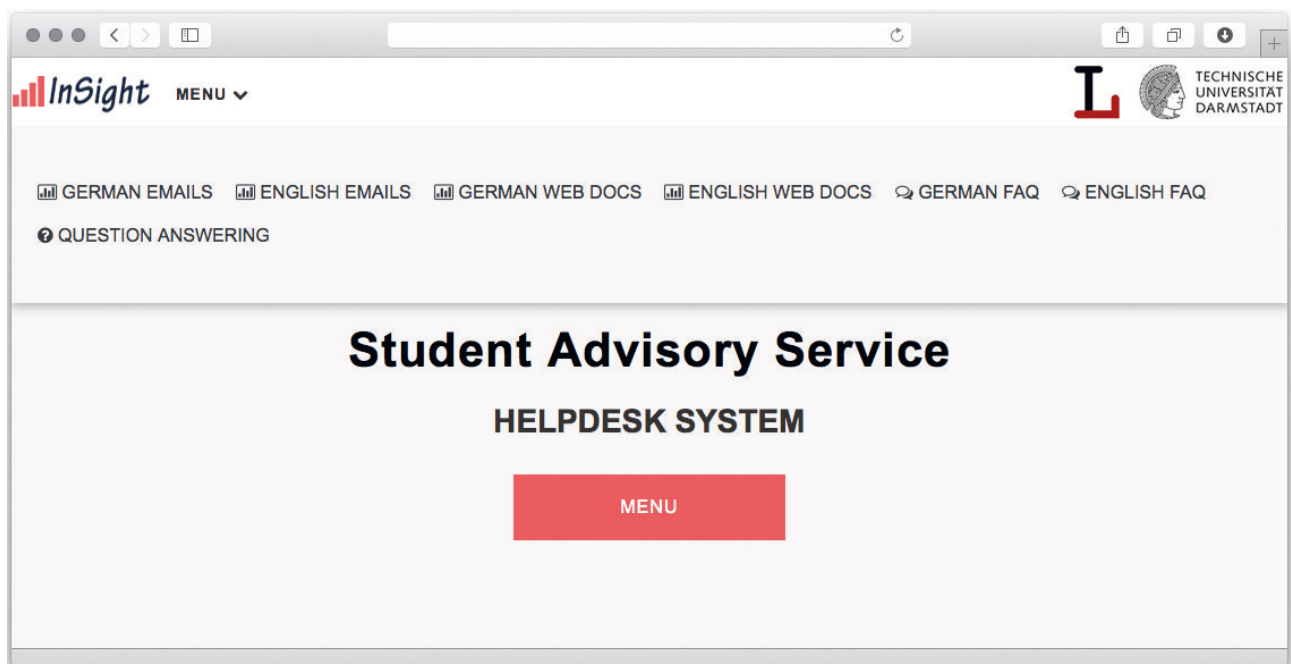 InSight MENU
TECHNISCHE
UNIVERSITÄT
DARMSTADT
GERMAN EMAILS ENGLISH EMAILS GERMAN WEB DOCS ENGLISH WEB DOCS GERMAN FAQ ENGLISH FAQ
QUESTION ANSWERING
Student Advisory Service
HELPDESK SYSTEM
MENU